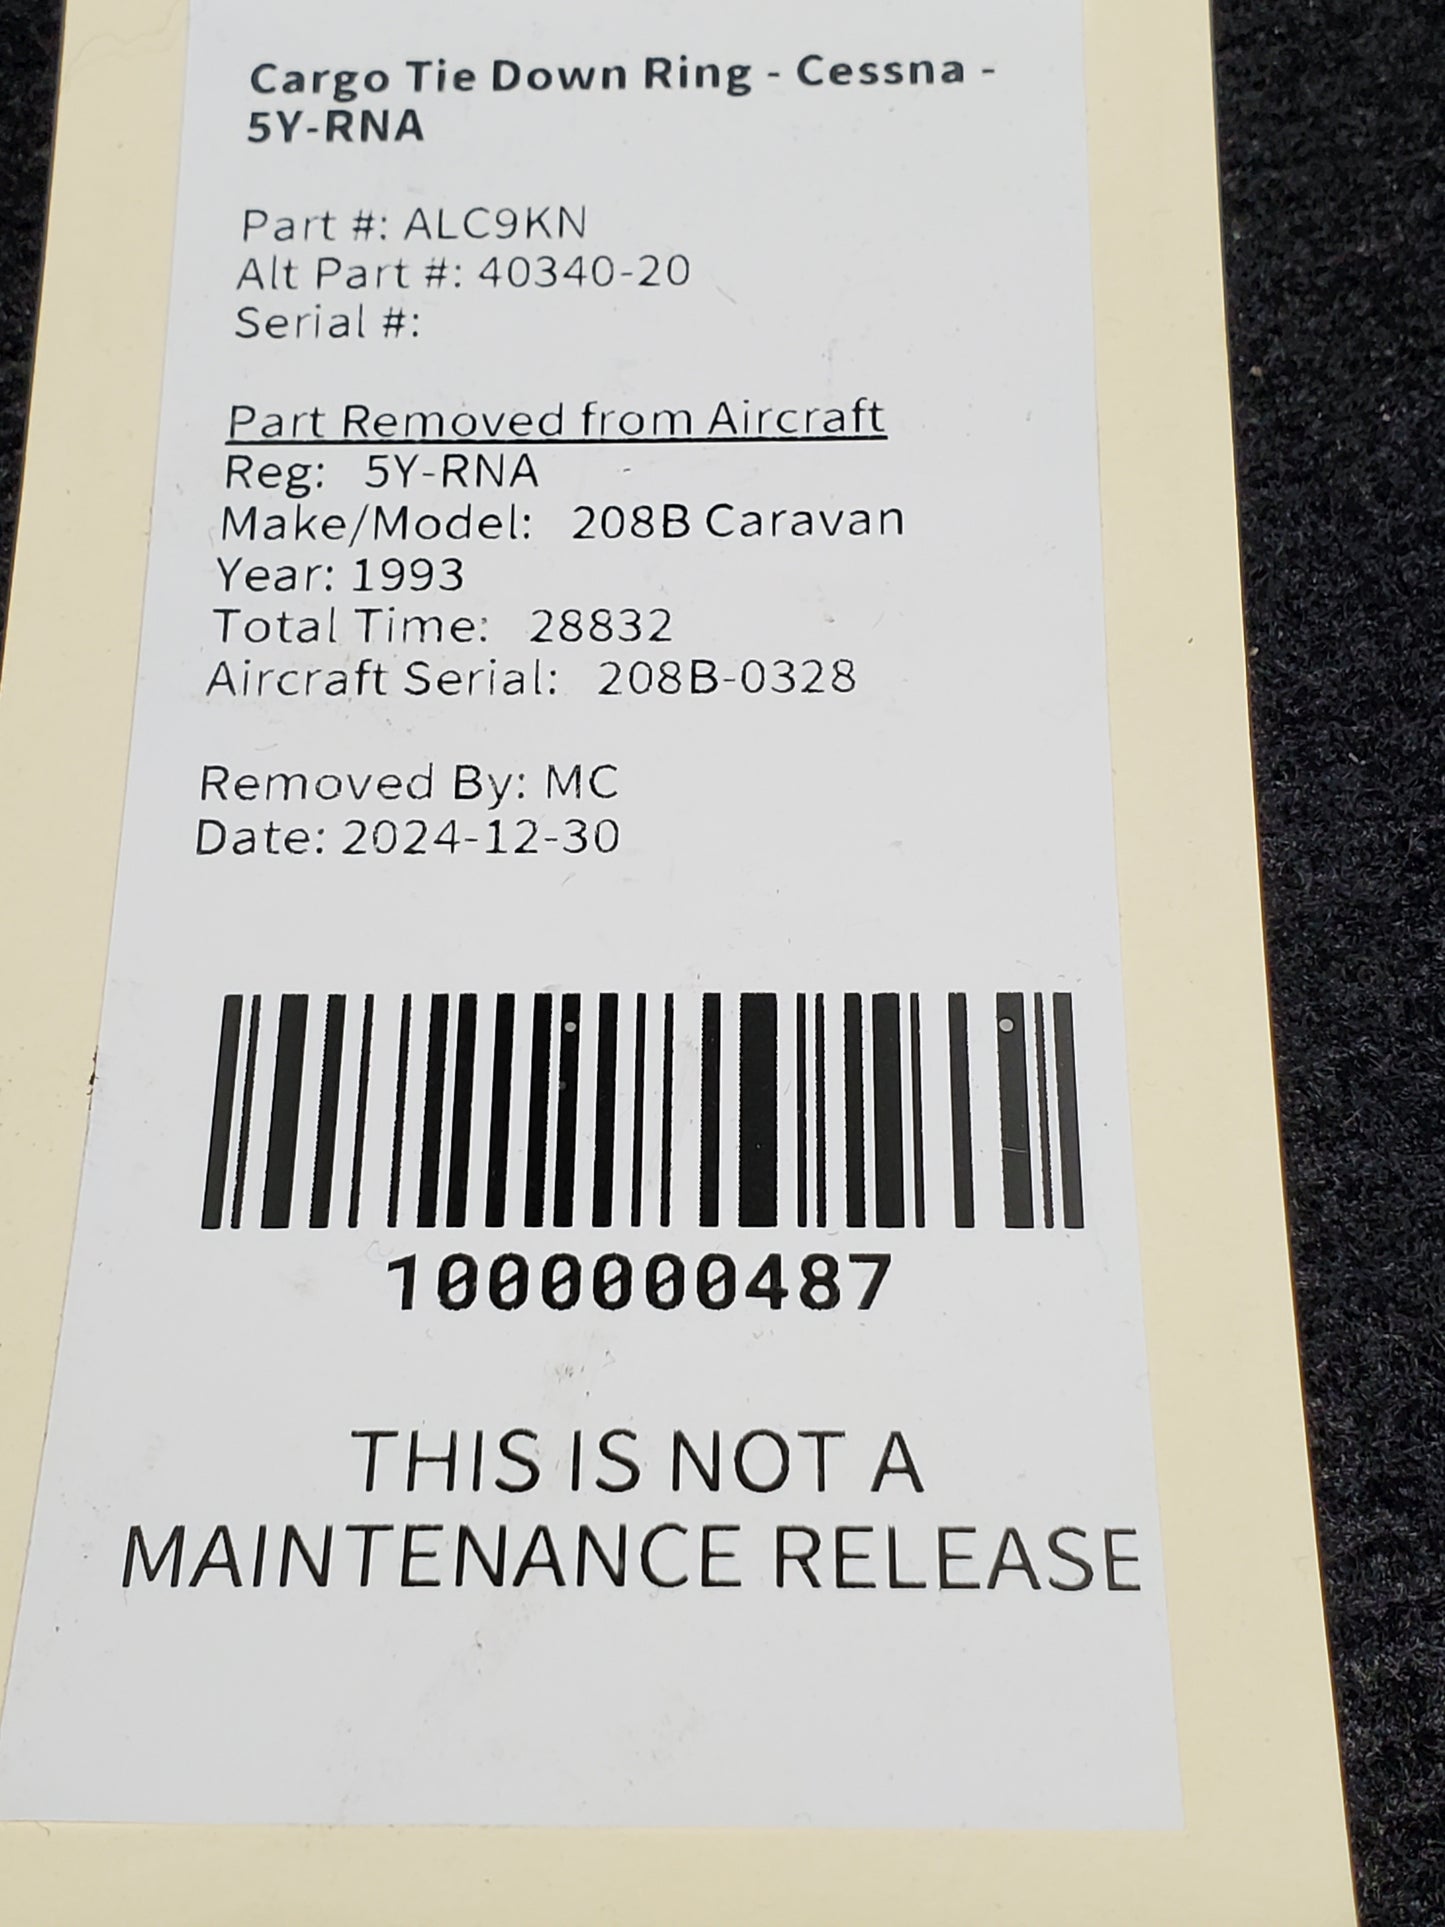 Cargo Tie Down Ring - Cessna -
5Y-RNA
Part #: ALC9KN
Alt Part #: 40340-20
Serial #:
Part Removed from Aircraft
Reg: 5Y-RNA
Make/Model: 208B Caravan
Year: 1993
Total Time: 28832
Aircraft Serial: 208B-0328
Removed By: MC
Date: 2024-12-30
1000000487
THIS IS NOT A
MAINTENANCE RELEASE